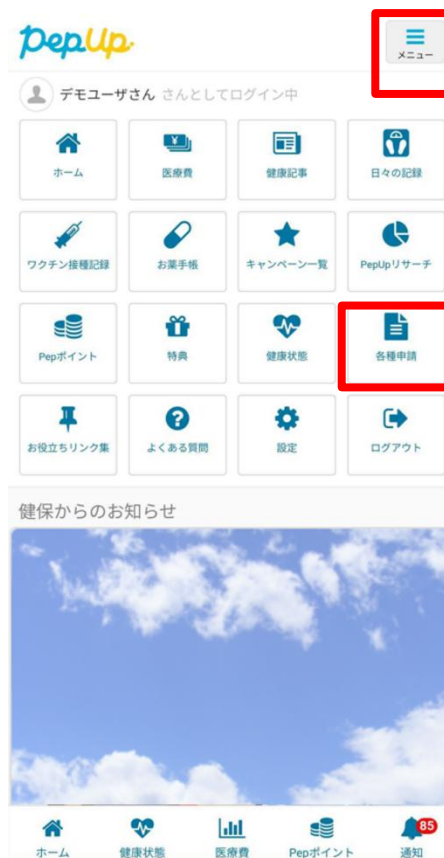 PepUp
メニュー
デモユーザさん さんとしてログイン中
ホーム
医療費
健康記事
日々の記録
ワクチン接種記録
お薬手帳
キャンペーン一覧
PepUpリサーチ
Pepポイント
特典
健康状態
各種申請
お役立ちリンク集
よくある質問
設定
ログアウト
健保からのお知らせ
85
ホーム
健康状態
医療費
Pepポイント
通知